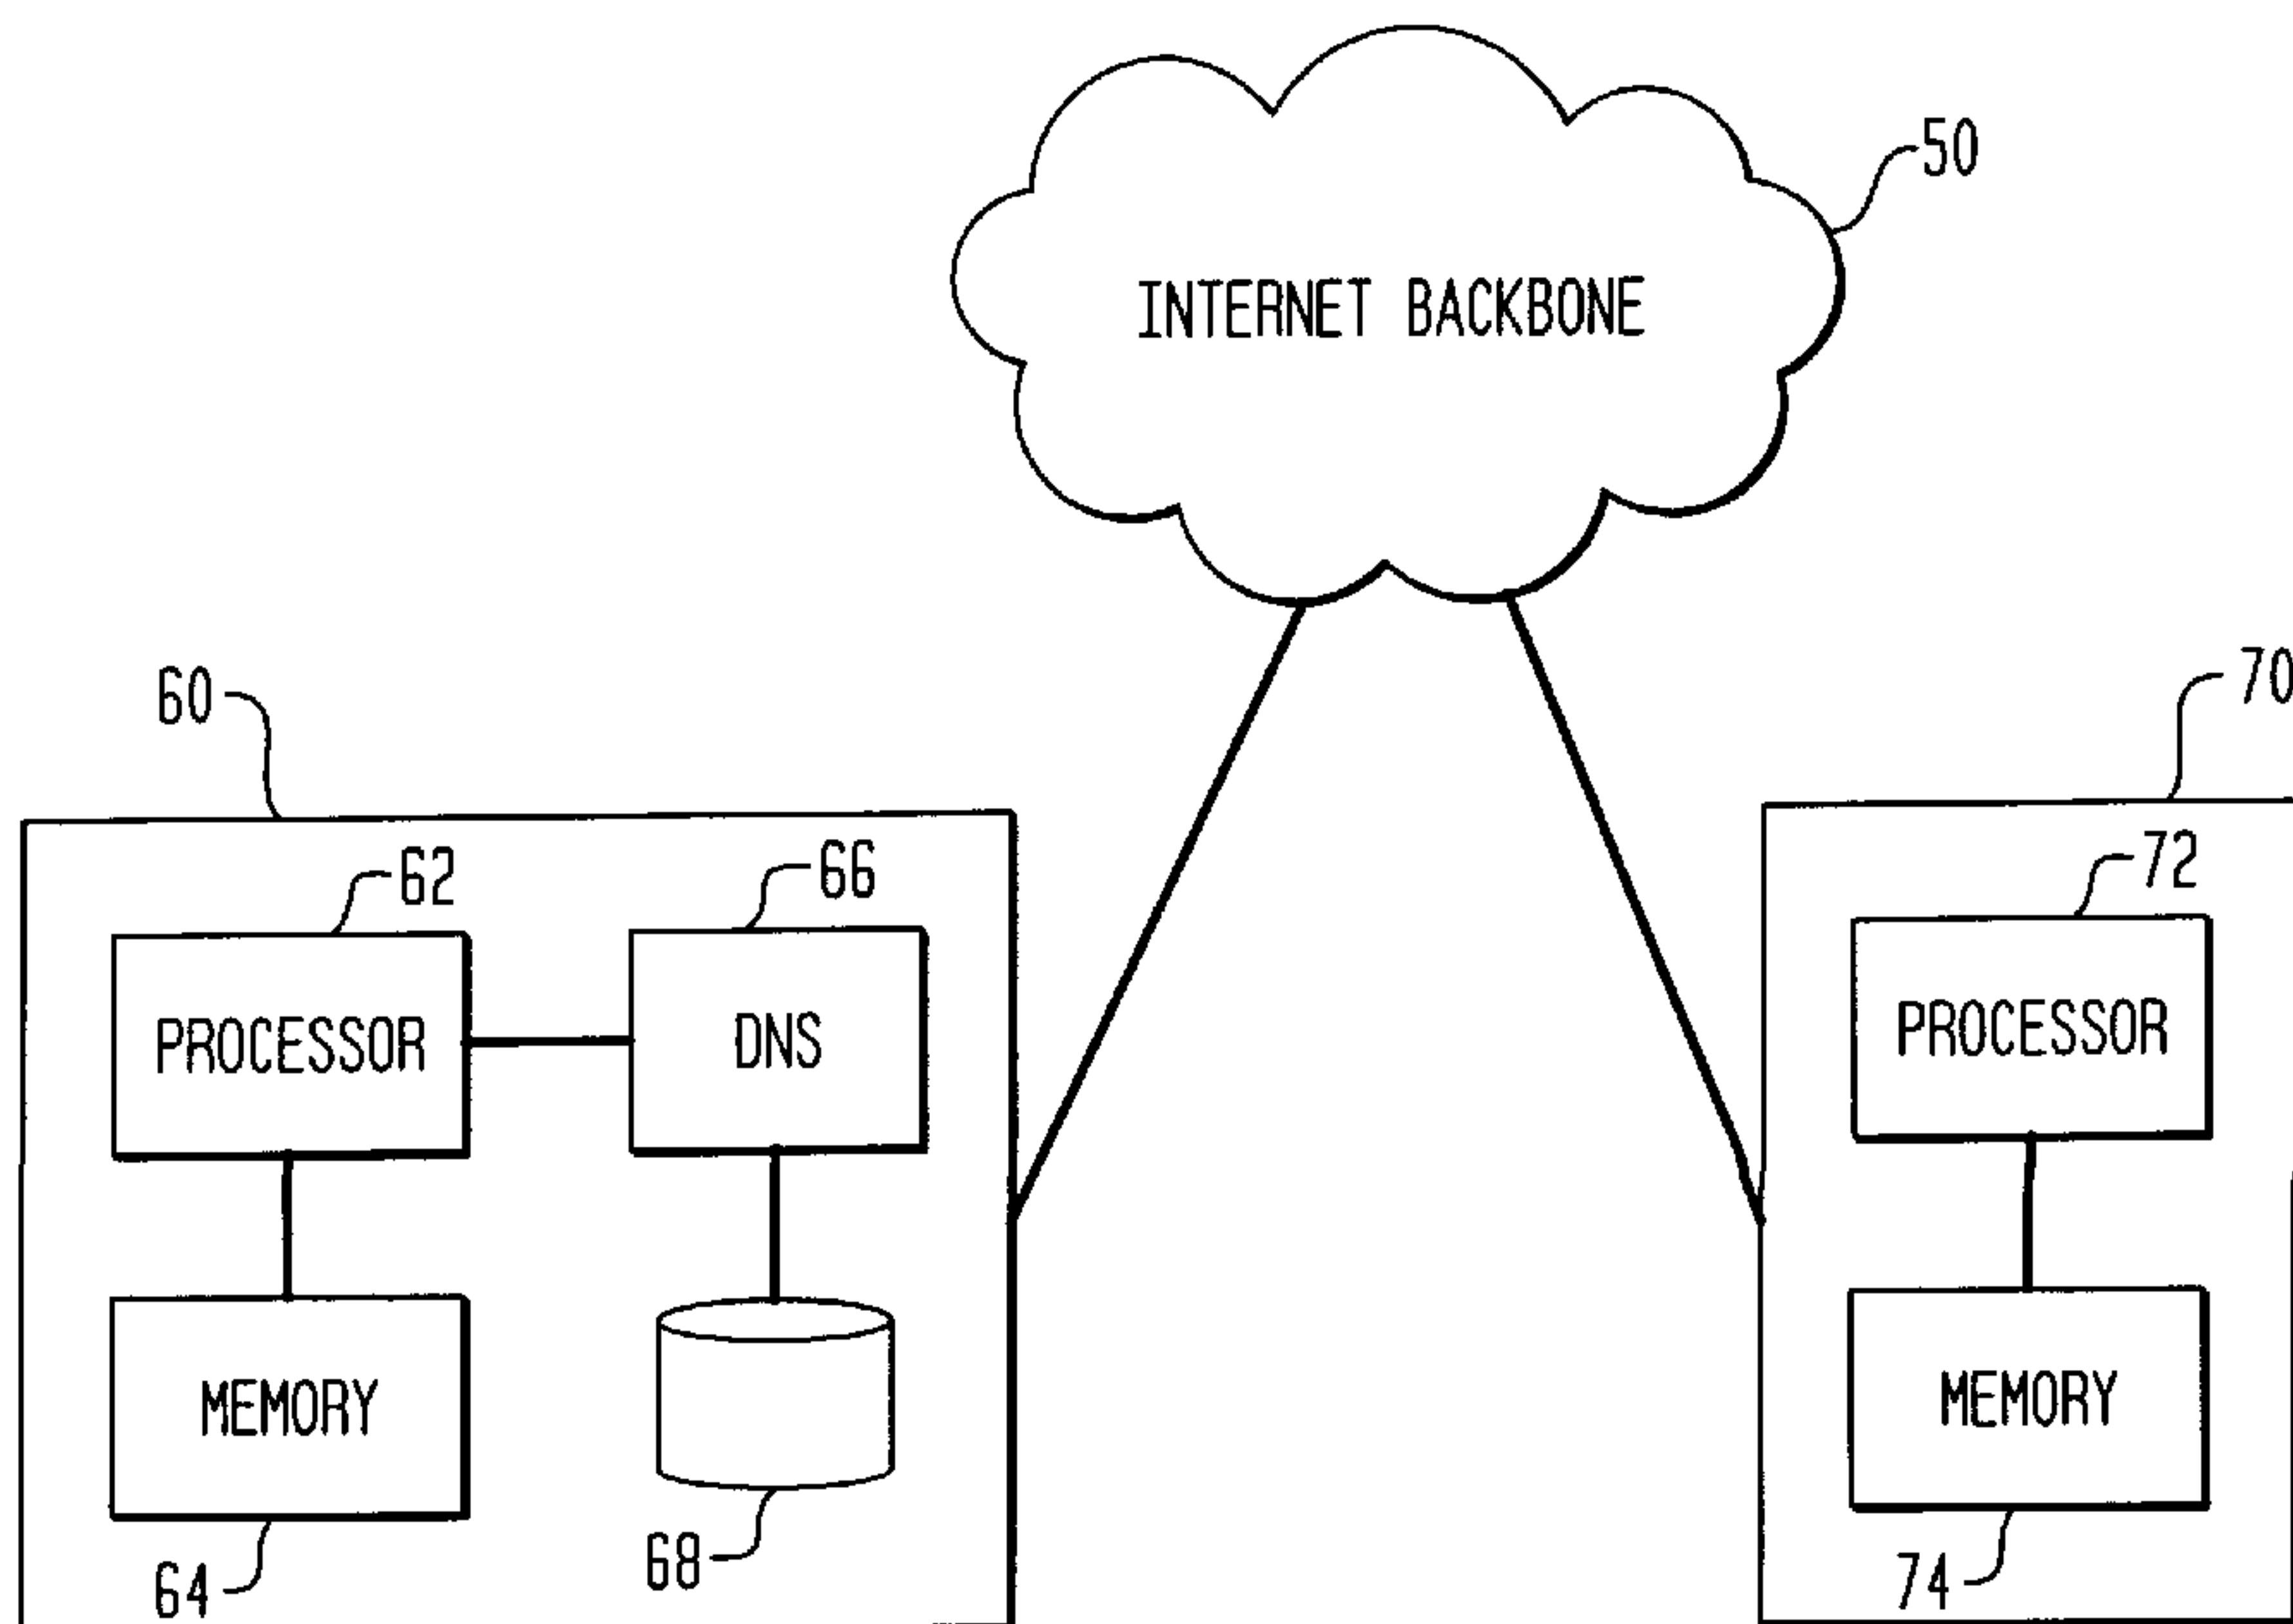 50
INTERNET BACKBONE
60
70
62
66
72
PROCESSOR
DNS
PROCESSOR
MEMORY
MEMORY
64
68
74